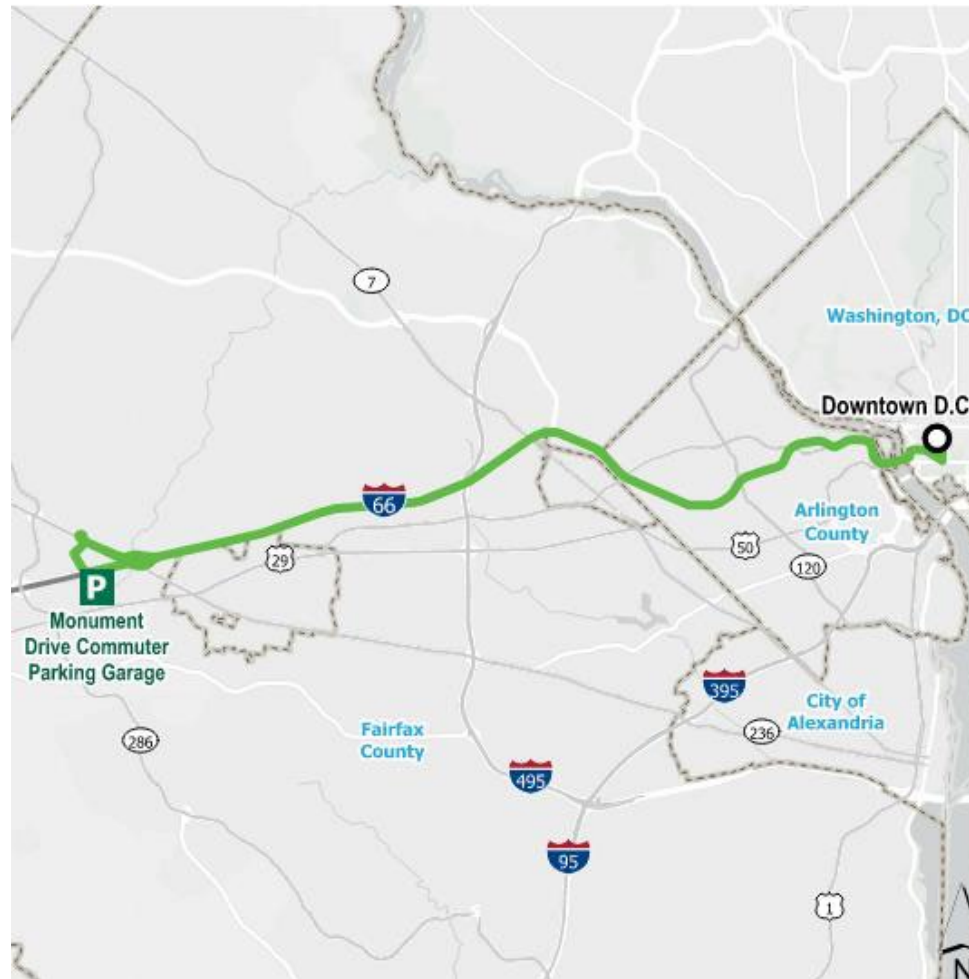 7
Washington, DC
Downtown D.C
66
Arlington
County
50
29
120
P
Monument
Drive Commuter
Parking Garage
395
City of
Alexandria
286
Fairfax
County
236
495
95
1
N